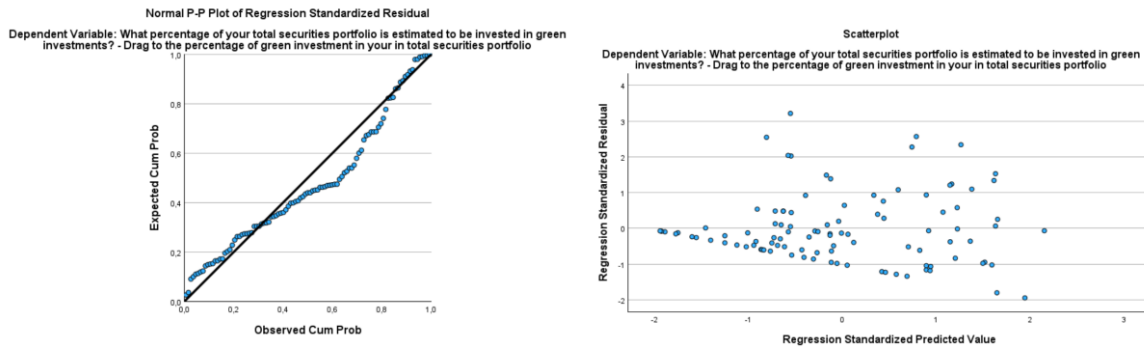 Normal P-P Plot of Regression Standardized Residual
Dependent Variable: What percentage of your total securities portfolio is estimated to be invested in green
investments? - Drag to the percentage of green investment in your in total securities portfolio
1,0
0,8
0,6
0,4
0,2
0,0
0,0 0,2 0,4 0,6 0,8 1,0
Expected Cum Prob
Observed Cum Prob
Scatterplot
Dependent Variable: What percentage of your total securities portfolio is estimated to be invested in green
investments? - Drag to the percentage of green investment in your in total securities portfolio
4
3
2
1
0
-1
-2
-2 -1 0 1 2 3
Regression Standardized Residual
Regression Standardized Predicted Value